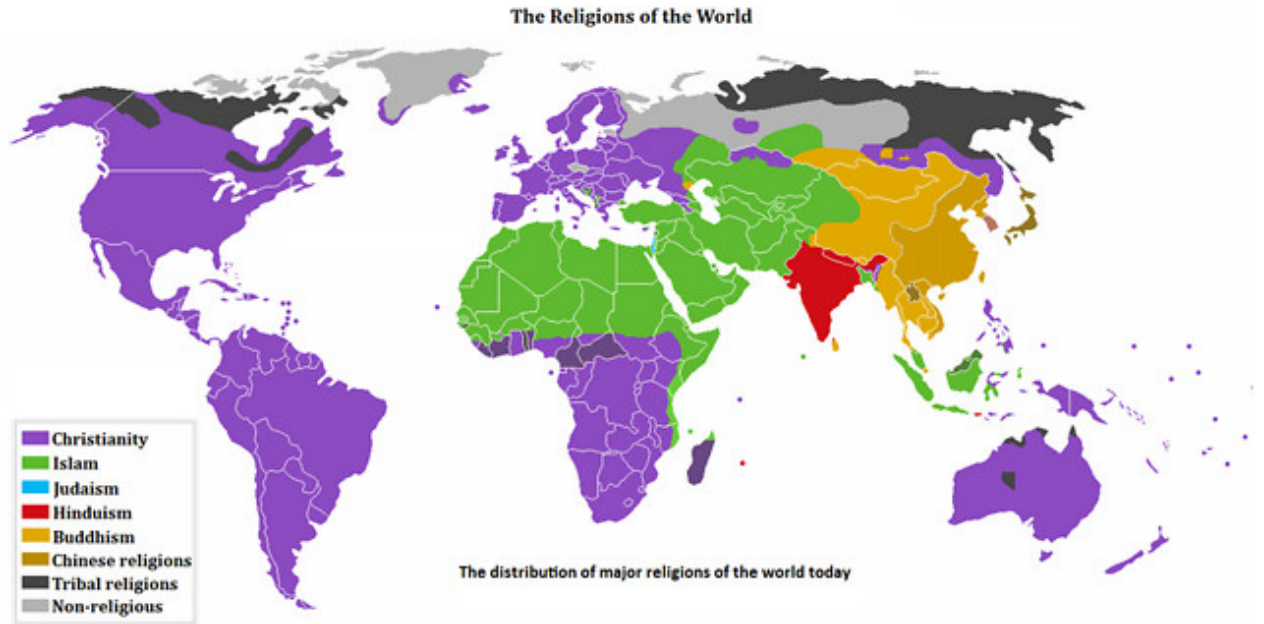 The Religions of the World
Christianity
Islam
Judaism
Hinduism
Buddhism
Chinese religions
Tribal religions
Non-religious
The distribution of major religions of the world today